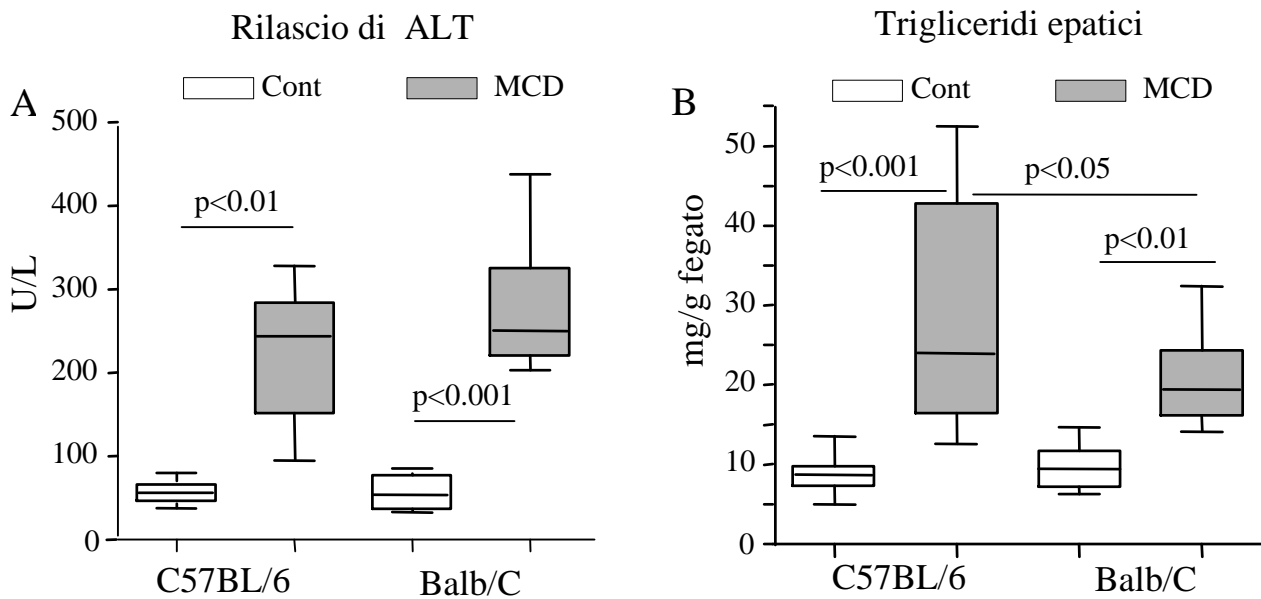 Rilascio di ALT
Cont
MCD
A
500
400
300
200
100
0
U/L
p<0.01
p<0.001
C57BL/6
Balb/C
Trigliceridi epatici
Cont
MCD
B
50
40
30
20
10
0
mg/g fegato
p<0.001
p<0.05
p<0.01
C57BL/6
Balb/C